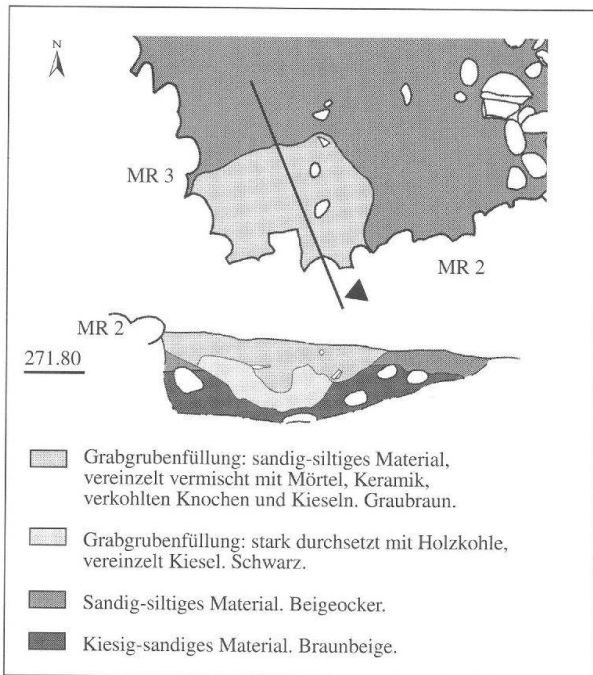 N
MR 3
MR 2
MR 2
271.80
Grabgrubenfüllung: sandig-siltiges Material,
vereinzelt vermischt mit Mörtel, Keramik,
verkohlten Knochen und Kieseln. Graubraun.
Grabgrubenfüllung: stark durchsetzt mit Holzkohle,
vereinzelt Kiesel. Schwarz.
Sandig-siltiges Material. Beigeocker.
Kiesig-sandiges Material. Braunbeige.